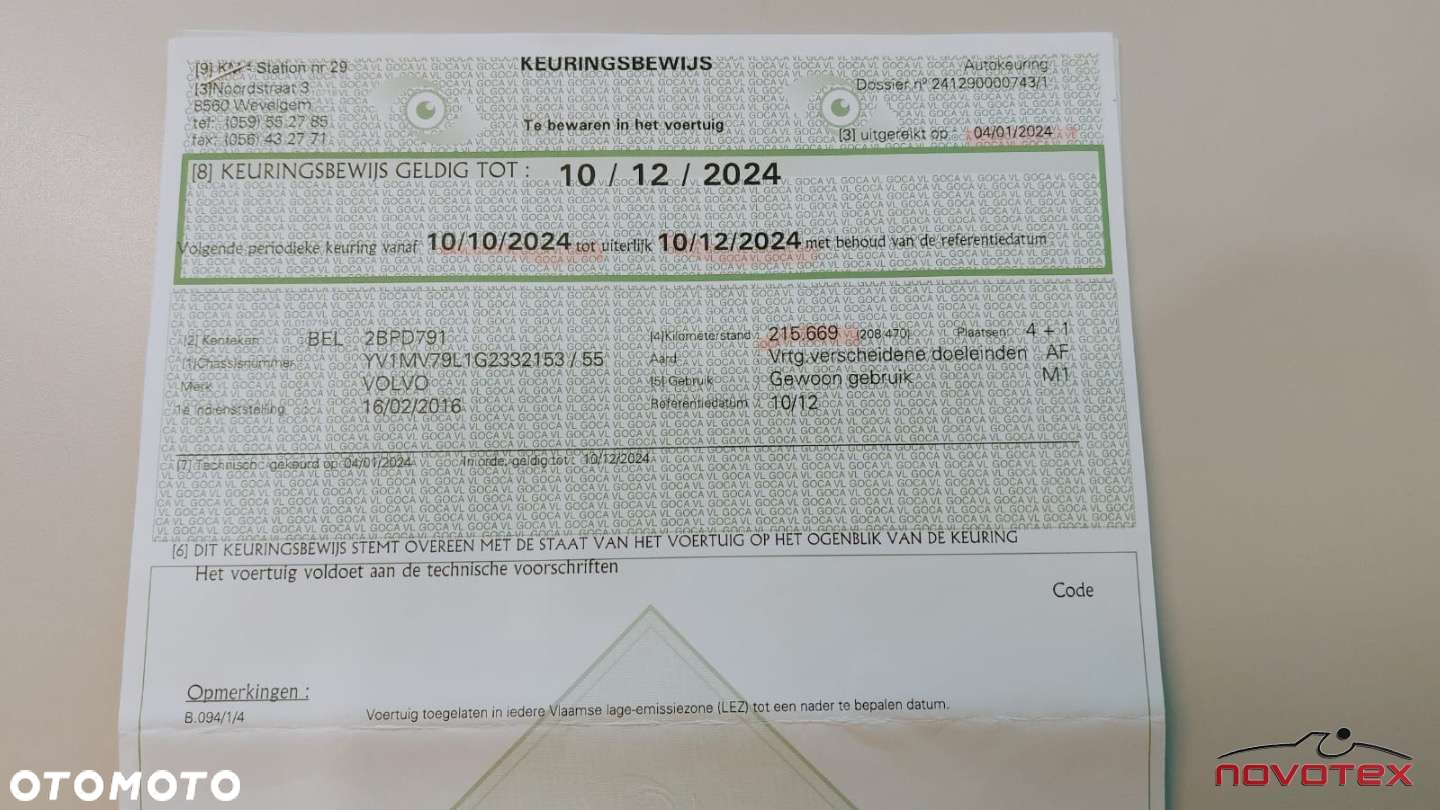 [9] KM Station nr 29
KEURINGSBEWIJS
Autokeuring
[3]Noordstraat 3
Dossier nº 241290000743/1
8560 Wevelgem
tel: (059) 55 27 85
Te bewaren in het voertuig
[3] uitgereikt op : 04/01/2024
fax: (056) 43 27 71
[8] KEURINGSBEWIJS GELDIG TOT : 10 / 12 / 2024
Volgende periodieke keuring vanaf 10/10/2024 tot uiterlijk 10/12/2024 met behoud van de referentiedatum
[2] Kenteken BEL 2BPD791
[4]Kilometerstand : 215.669 (208.470) Plaatsen: 4 + 1
[1]Chassisnummer YV1MV79L1G2332153 / 55
Aard : Vrtg.verscheidene doeleinden AF
Merk : VOLVO
[5] Gebruik : Gewoon gebruik M1
1e indienststelling : 16/02/2016
Referentiedatum : 10/12
[7] Technisch : gekeurd op 04/01/2024 In orde, geldig tot : 10/12/2024
[6] DIT KEURINGSBEWIJS STEMT OVEREEN MET DE STAAT VAN HET VOERTUIG OP HET OGENBLIK VAN DE KEURING
Het voertuig voldoet aan de technische voorschriften
Code
Opmerkingen :
B.094/1/4 Voertuig toegelaten in iedere Vlaamse lage-emissiezone (LEZ) tot een nader te bepalen datum.
OTOMOTO
NOVOTEX